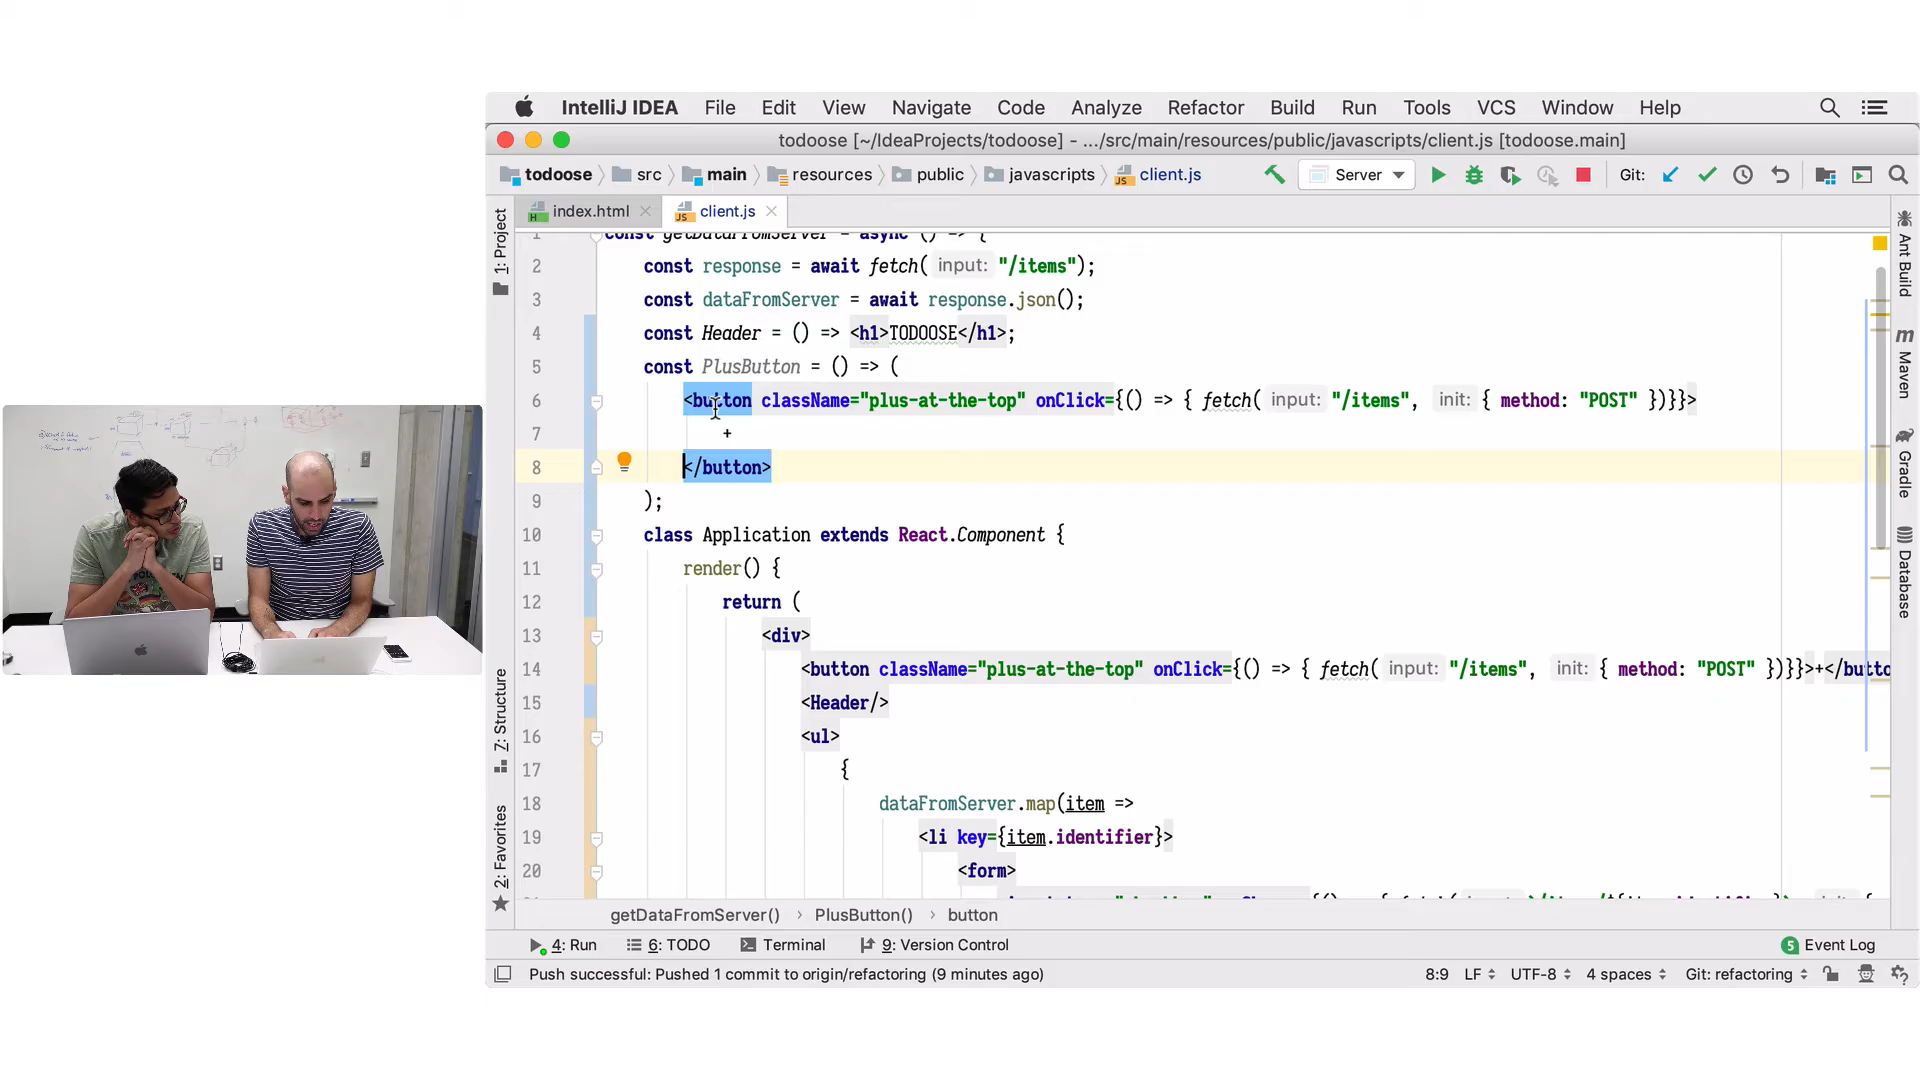 IntelliJ IDEA File Edit View Navigate Code Analyze Refactor Build Run Tools VCS Window Help
todoose [~/IdeaProjects/todoose] - .../src/main/resources/public/javascripts/client.js [todoose.main]
todoose src main resources public javascripts client.js Server Git:
index.html client.js
1 const getDataFromServer = async () => {
2 const response = await fetch( input: "/items");
3 const dataFromServer = await response.json();
4 const Header = () => <h1>TODOOSE</h1>;
5 const PlusButton = () => (
6 <button className="plus-at-the-top" onClick={() => { fetch( input: "/items", init: { method: "POST" })}}>
7 +
8 </button>
9 );
10 class Application extends React.Component {
11 render() {
12 return (
13 <div>
14 <button className="plus-at-the-top" onClick={() => { fetch( input: "/items", init: { method: "POST" })}}>+</butto
15 <Header/>
16 <ul>
17 {
18 dataFromServer.map(item =>
19 <li key={item.identifier}>
20 <form>
1: Project
7: Structure
2: Favorites
Ant Build
Maven
Gradle
Database
getDataFromServer() PlusButton() button
4: Run 6: TODO Terminal 9: Version Control 5 Event Log
Push successful: Pushed 1 commit to origin/refactoring (9 minutes ago) 8:9 LF UTF-8 4 spaces Git: refactoring